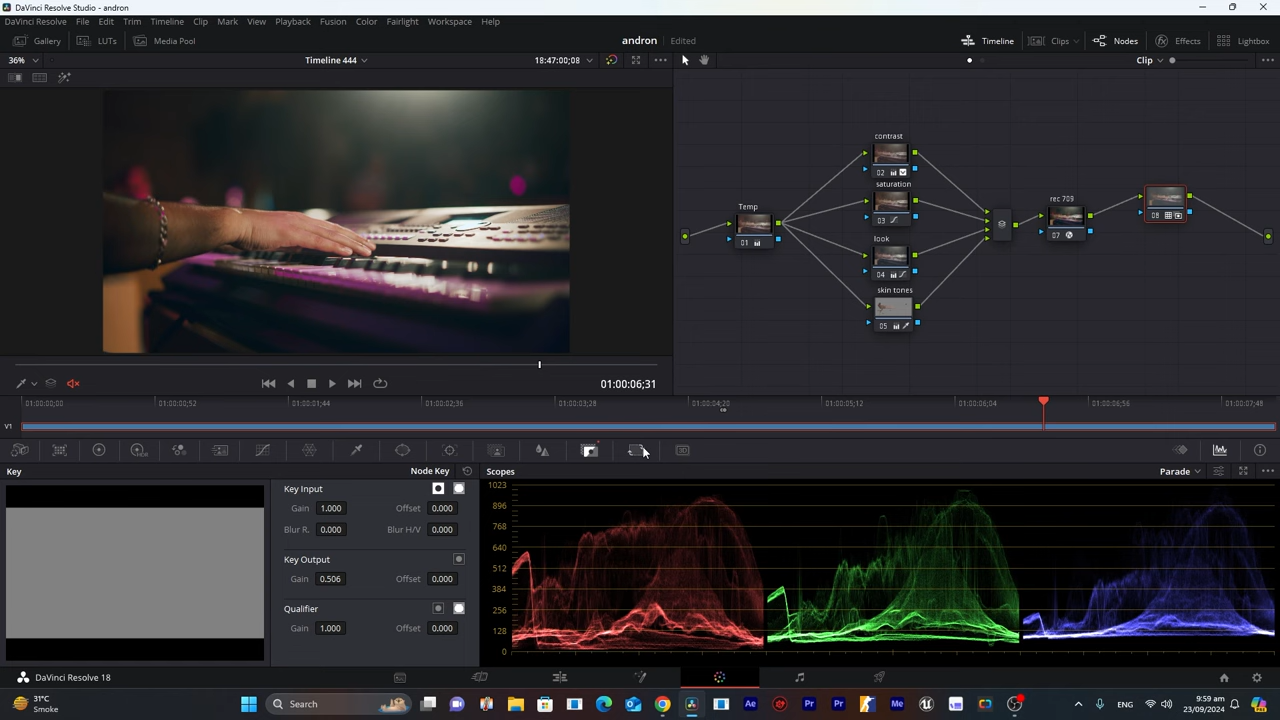 DaVinci Resolve Studio - andron
DaVinci Resolve File Edit Trim Timeline Clip Mark View Playback Fusion Color Fairlight Workspace Help
Gallery LUTs Media Pool andron Edited Timeline Clips Nodes Effects Lightbox
36% Timeline 444 18:47:00;08 Clip
contrast
02
saturation
03
Temp
01
rec 709
07
08
look
04
skin tones
05
01:00:06;31
01:00:00;00 01:00:00;52 01:00:01;44 01:00:02;36 01:00:03;28 01:00:04;20 01:00:05;12 01:00:06;04 01:00:06;56 01:00:07;48
V1
3D
Key Node Key Scopes Parade
Key Input
Gain 1.000 Offset 0.000
Blur R. 0.000 Blur H/V 0.000
Key Output
Gain 0.506 Offset 0.000
Qualifier
Gain 1.000 Offset 0.000
1023
896
768
640
512
384
256
128
0
DaVinci Resolve 18
31°C
Smoke
Search
Ae Pr Pr Me
ENG
9:59 am
23/09/2024